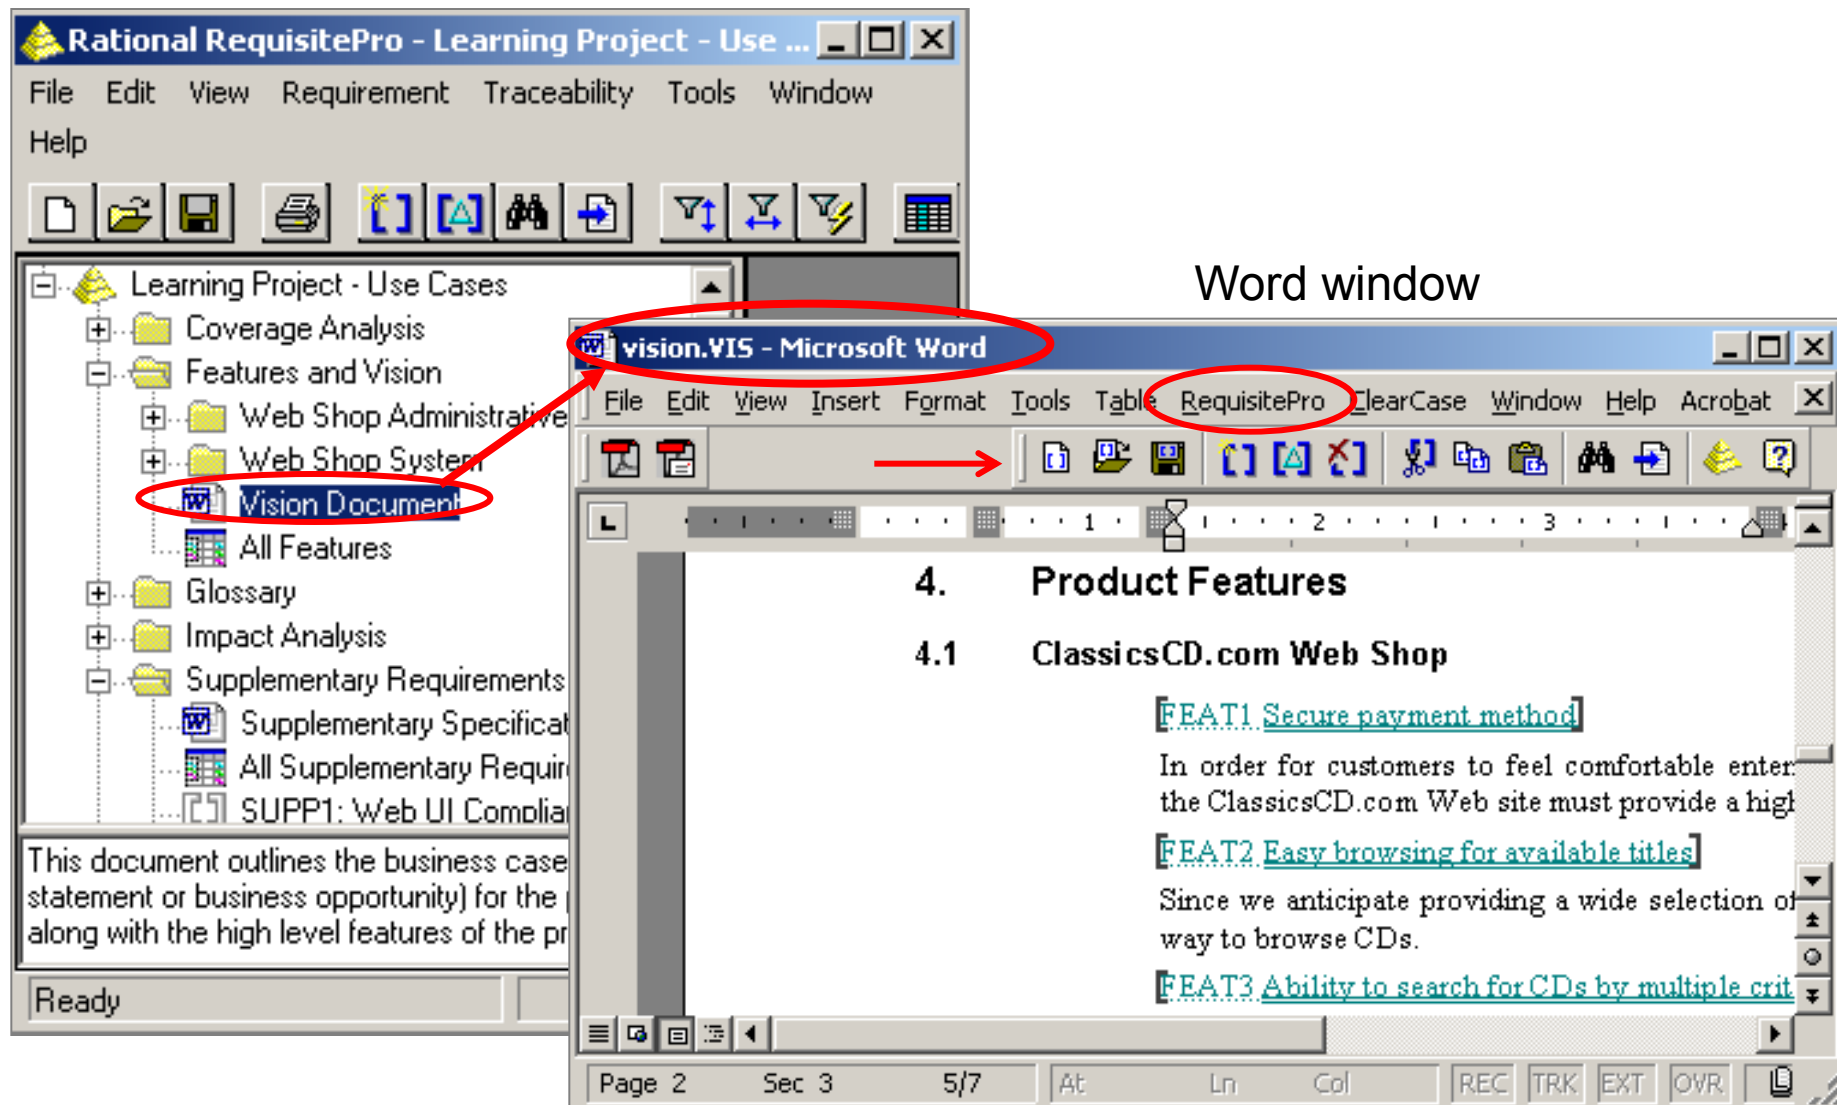 Rational RequisitePro - Learning Project - Use ...
File Edit View Requirement Traceability Tools Window
Help
Learning Project - Use Cases
Coverage Analysis
Features and Vision
Web Shop Administrative
Web Shop System
Vision Document
All Features
Glossary
Impact Analysis
Supplementary Requirements
Supplementary Specificat
All Supplementary Requir
SUPP1: Web UI Complia
This document outlines the business case
statement or business opportunity) for the
along with the high level features of the pr
Ready
Word window
vision.VIS - Microsoft Word
File Edit View Insert Format Tools Table RequisitePro ClearCase Window Help Acrobat
1 2 3
4. Product Features
4.1 ClassicsCD.com Web Shop
[FEAT1 Secure payment method]
In order for customers to feel comfortable enter
the ClassicsCD.com Web site must provide a high
[FEAT2 Easy browsing for available titles]
Since we anticipate providing a wide selection of
way to browse CDs.
[FEAT3 Ability to search for CDs by multiple crit
Page 2 Sec 3 5/7 At Ln Col REC TRK EXT OVR